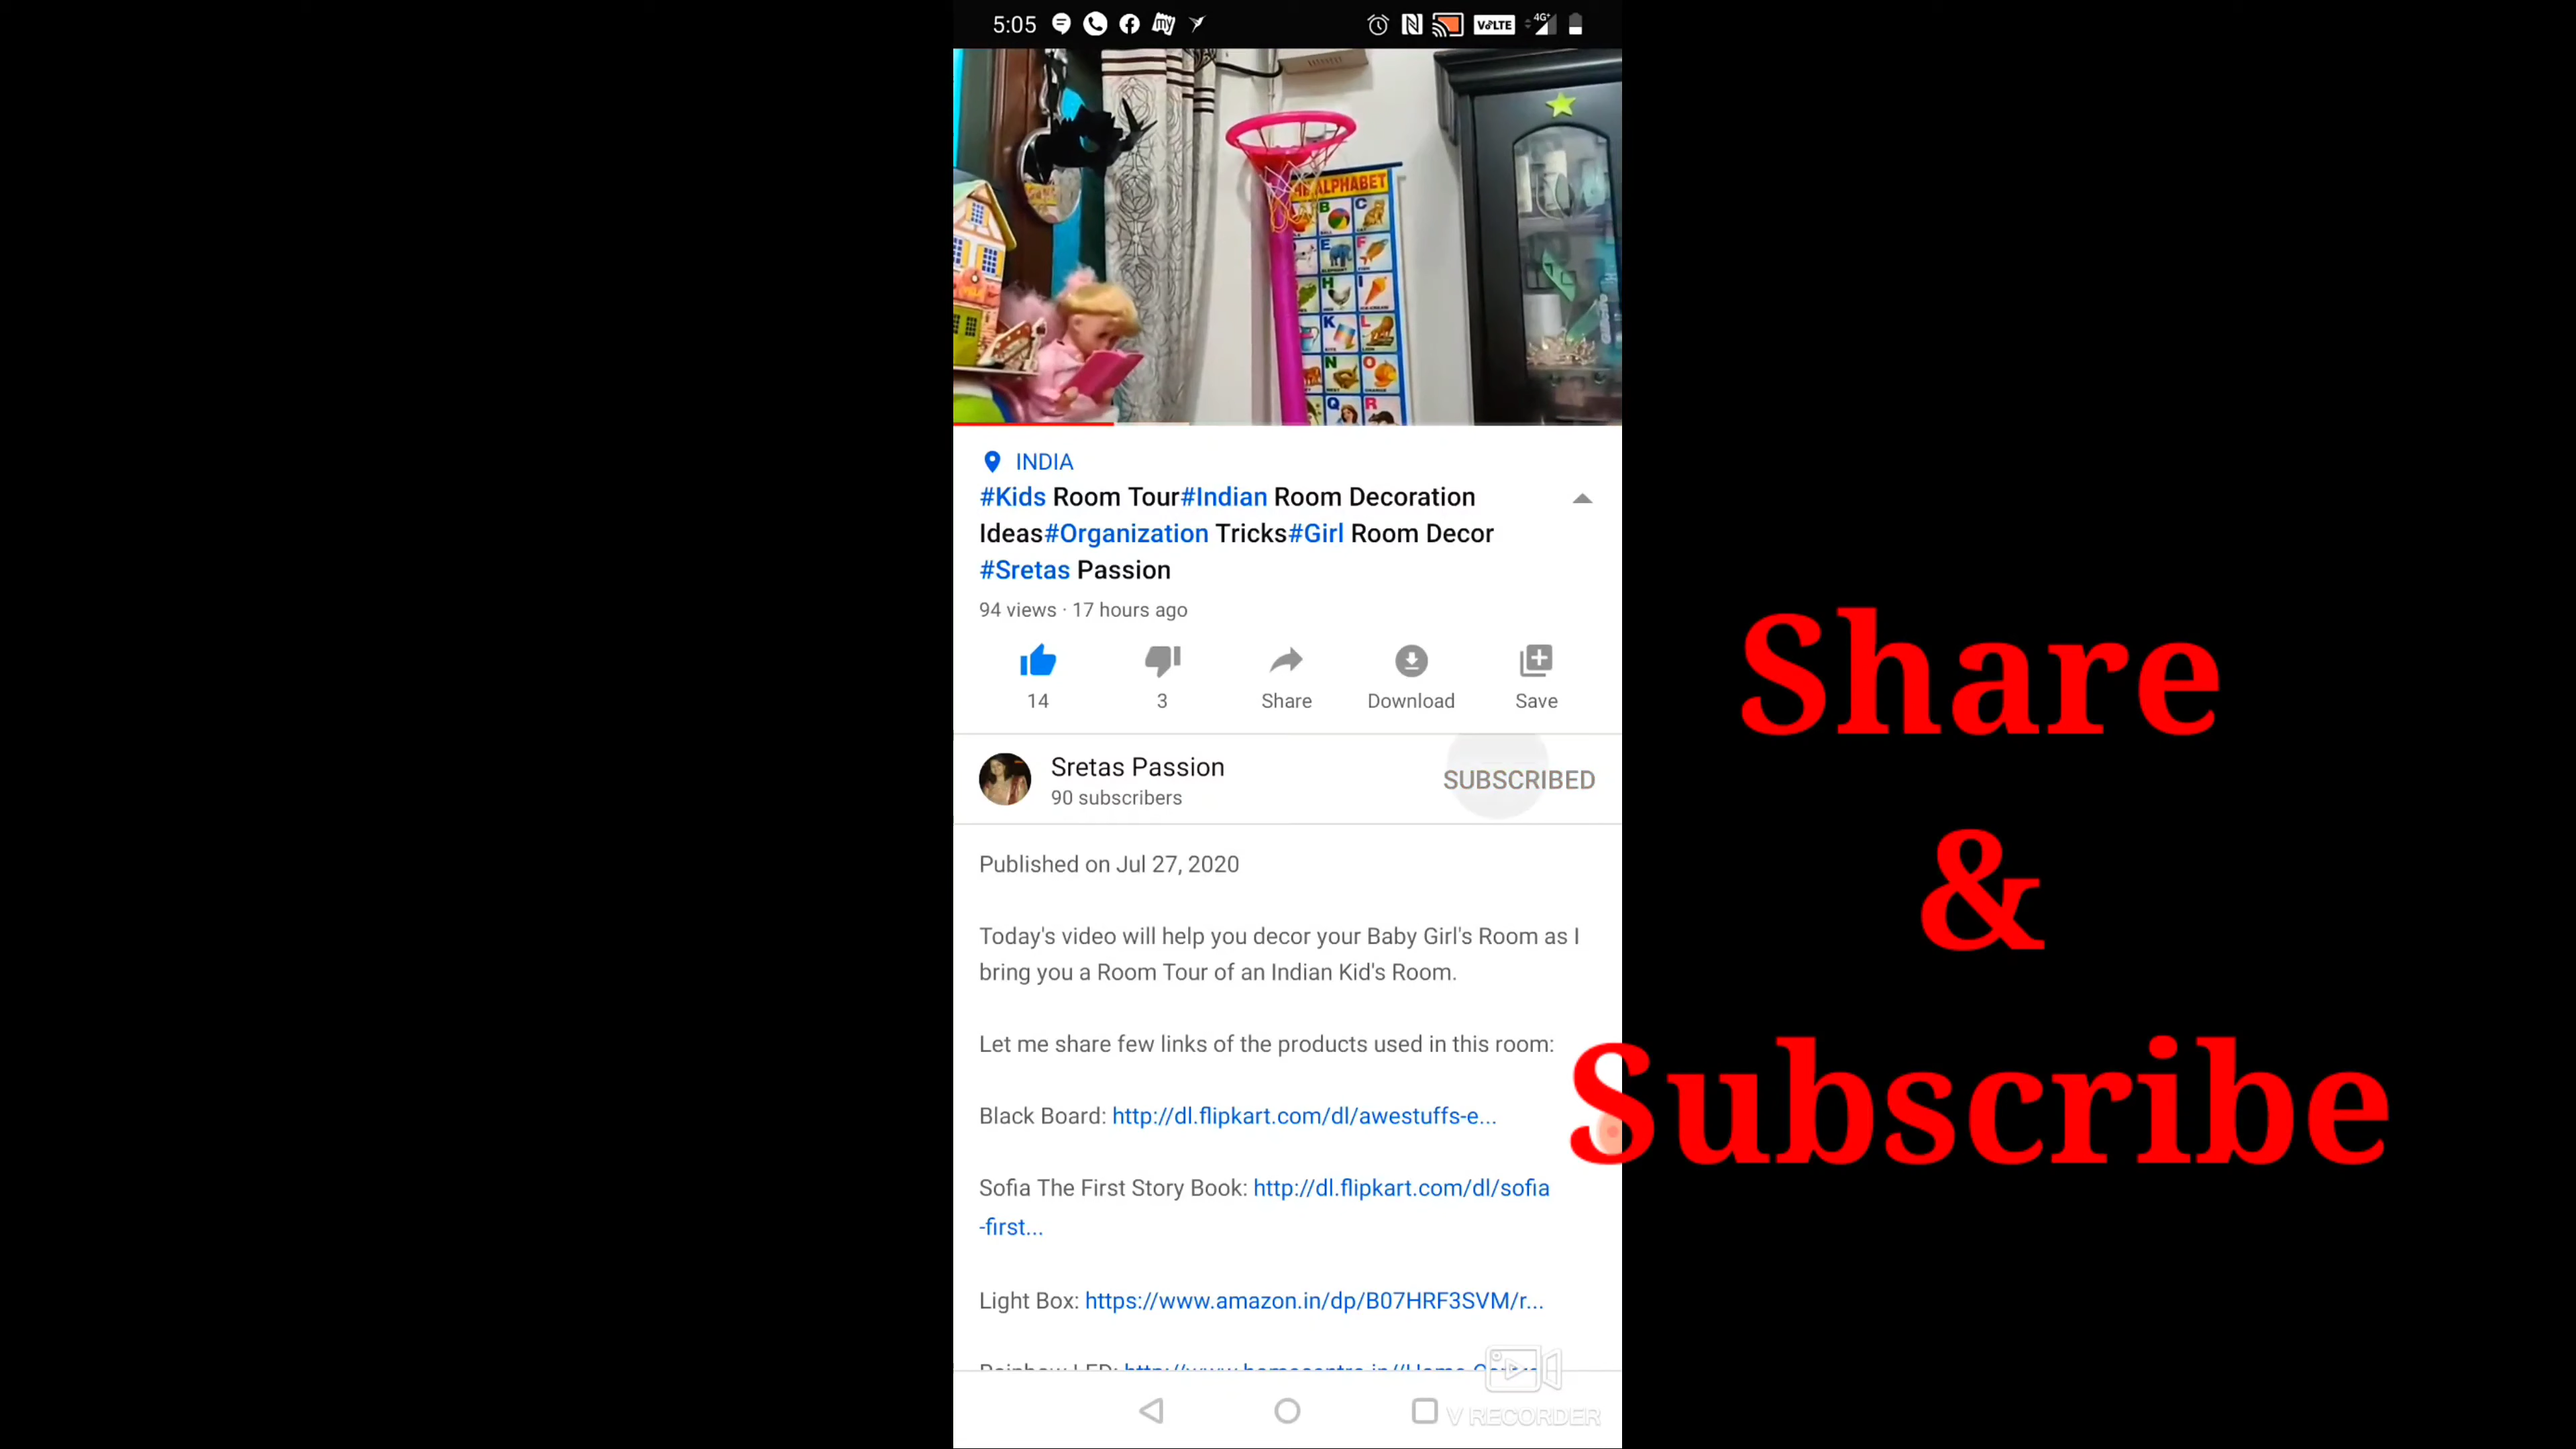 5:05
my
N
VoLTE
4G+
ALPHABET
B C
E F
H I
K L
N O
Q R
INDIA
#Kids Room Tour#Indian Room Decoration
Ideas#Organization Tricks#Girl Room Decor
#Sretas Passion
94 views · 17 hours ago
14
3
Share
Download
Save
Sretas Passion
90 subscribers
SUBSCRIBED
Published on Jul 27, 2020
Today's video will help you decor your Baby Girl's Room as I
bring you a Room Tour of an Indian Kid's Room.
Let me share few links of the products used in this room:
Black Board: http://dl.flipkart.com/dl/awestuffs-e...
Sofia The First Story Book: http://dl.flipkart.com/dl/sofia
-first...
Light Box: https://www.amazon.in/dp/B07HRF3SVM/r...
V RECORDER
Share
&
Subscribe